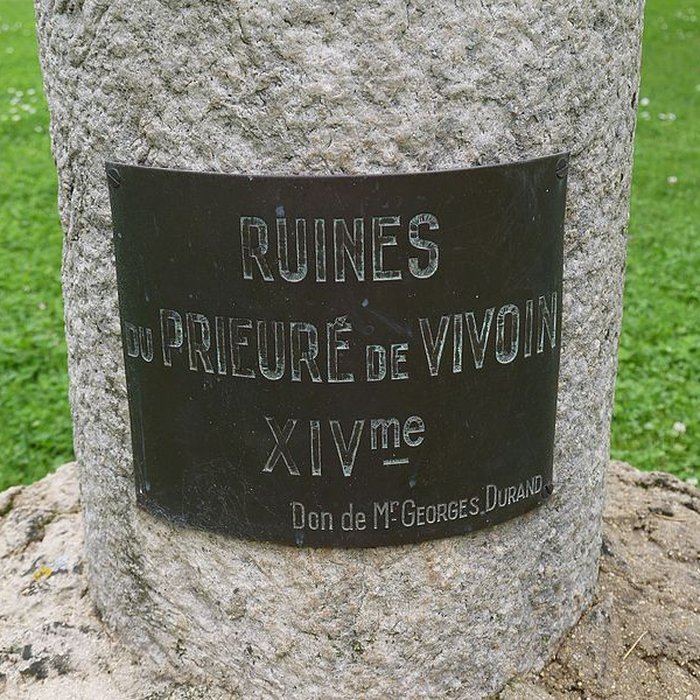 RUINES
DU PRIEURÉ DE VIVOIN
XIVme
Don de Mr GEORGES DURAND